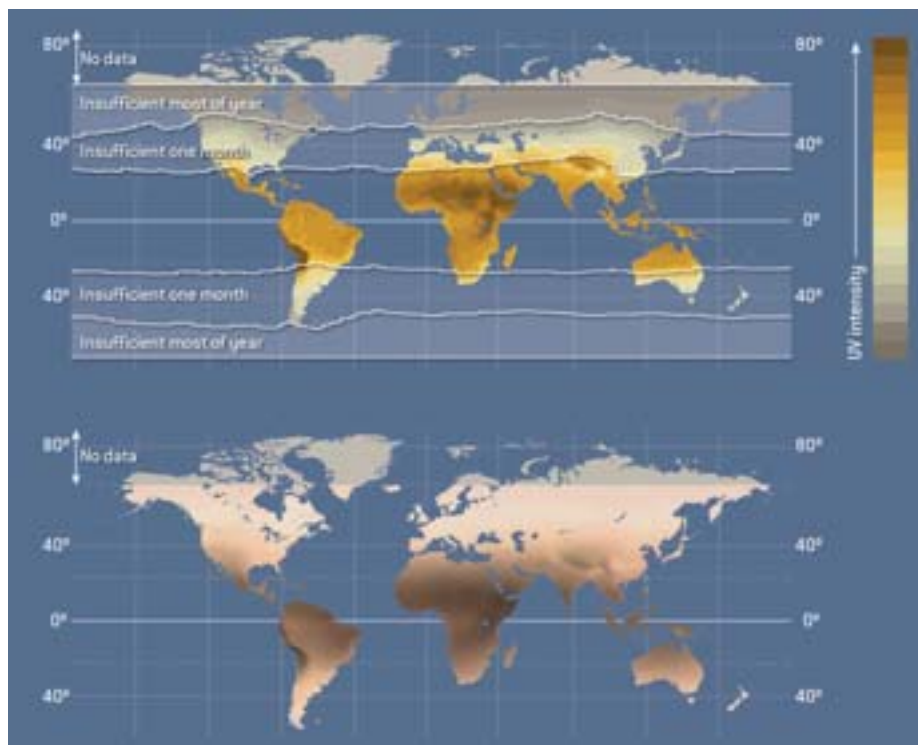 80°
80°
No data
Insufficient most of year
40°
40°
Insufficient one month
0°
0°
40°
40°
Insufficient one month
Insufficient most of year
UV intensity
80°
80°
No data
40°
40°
0°
0°
40°
40°